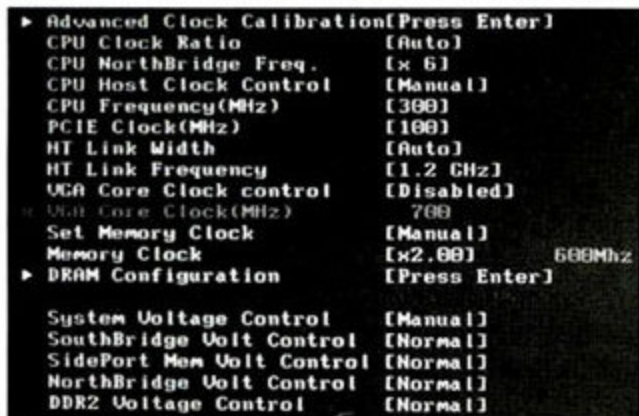 ▶ Advanced Clock Calibration[Press Enter]
CPU Clock Ratio [Auto]
CPU NorthBridge Freq. [x 6]
CPU Host Clock Control [Manual]
CPU Frequency(MHz) [300]
PCIE Clock(MHz) [100]
HT Link Width [Auto]
HT Link Frequency [1.2 GHz]
VGA Core Clock control [Disabled]
x VGA Core Clock(MHz) 700
Set Memory Clock [Manual]
Memory Clock [x2.00] 600Mhz
▶ DRAM Configuration [Press Enter]
System Voltage Control [Manual]
SouthBridge Volt Control [Normal]
SidePort Mem Volt Control [Normal]
NorthBridge Volt Control [Normal]
DDR2 Voltage Control [Normal]